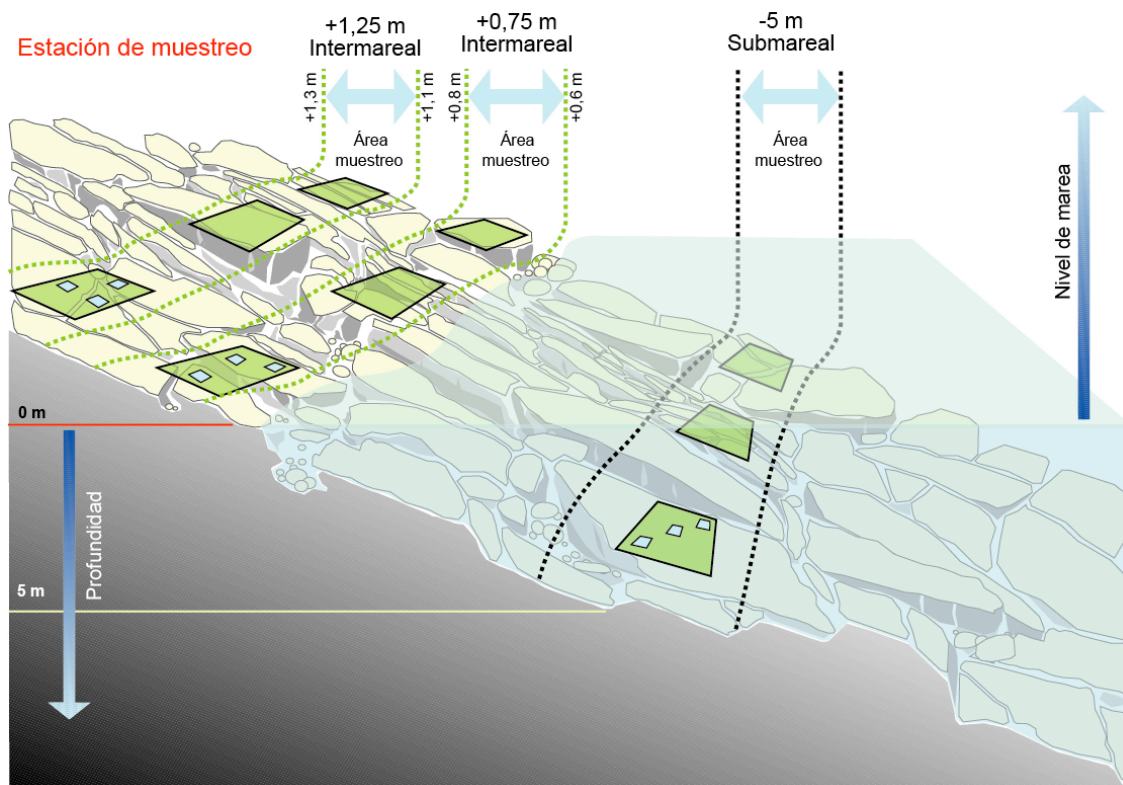 Estación de muestreo
+1,25 m
Intermareal
+0,75 m
Intermareal
-5 m
Submareal
+1,3 m
+1,1 m
+0,8 m
+0,6 m
Área
muestreo
Área
muestreo
Área
muestreo
Nivel de marea
0 m
Profundidad
5 m